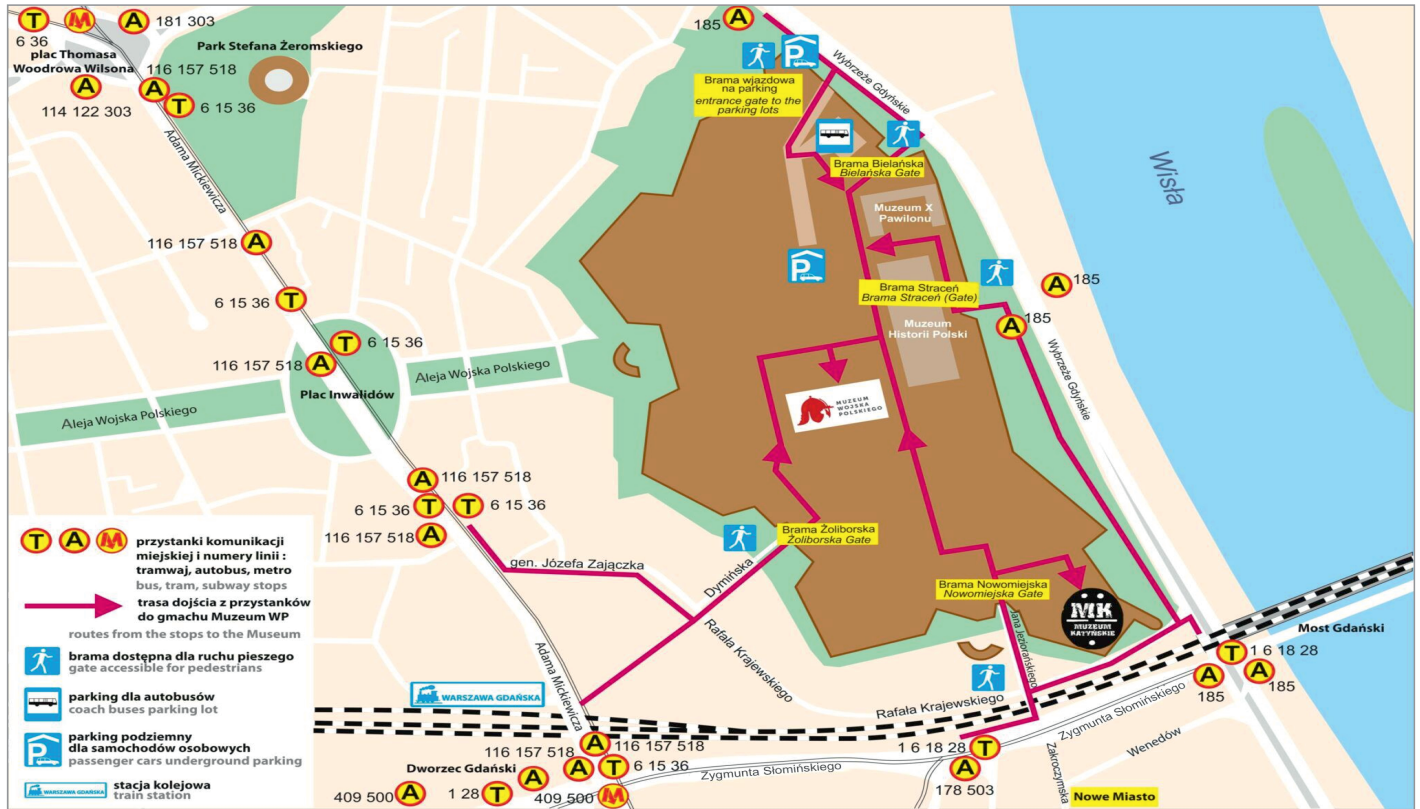 T M A 181 303
6 36
plac Thomasa
Woodrowa Wilsona
A
114 122 303
116 157 518
A
T 6 15 36
Park Stefana Żeromskiego
Adama Mickiewicza
116 157 518 A
6 15 36 T
T 6 15 36
116 157 518 A
Plac Inwalidów
Aleja Wojska Polskiego
Aleja Wojska Polskiego
A 116 157 518
6 15 36 T
T 6 15 36
116 157 518 A
gen. Józefa Zajączka
Dymińska
Rafała Krajewskiego
Adama Mickiewicza
185 A
P
Brama wjazdowa
na parking
entrance gate to the
parking lots
Wybrzeże Gdyńskie
Brama Bielańska
Bielańska Gate
Muzeum X
Pawilonu
P
Brama Straceń
Brama Straceń (Gate)
Muzeum
Historii Polski
A 185
185
A
Wybrzeże Gdyńskie
Wisła
MUZEUM
WOJSKA
POLSKIEGO
Brama Żoliborska
Żoliborska Gate
Brama Nowomiejska
Nowomiejska Gate
Jana Jeziorańskiego
MK
MUZEUM
KATYŃSKIE
Most Gdański
T 1 6 18 28
A
185
A
185
Rafała Krajewskiego
Zygmunta Słomińskiego
Wenedów
Zakroczymska
1 6 18 28 T
A
178 503
Nowe Miasto
WARSZAWA GDAŃSKA
116 157 518 A 116 157 518
A T 6 15 36
Dworzec Gdański
A
409 500 A
1 28 T
409 500 M
Zygmunta Słomińskiego
T A M przystanki komunikacji
miejskiej i numery linii :
tramwaj, autobus, metro
bus, tram, subway stops
trasa dojścia z przystanków
do gmachu Muzeum WP
routes from the stops to the Museum
brama dostępna dla ruchu pieszego
gate accessible for pedestrians
parking dla autobusów
coach buses parking lot
P parking podziemny
dla samochodów osobowych
passenger cars underground parking
WARSZAWA GDAŃSKA stacja kolejowa
train station